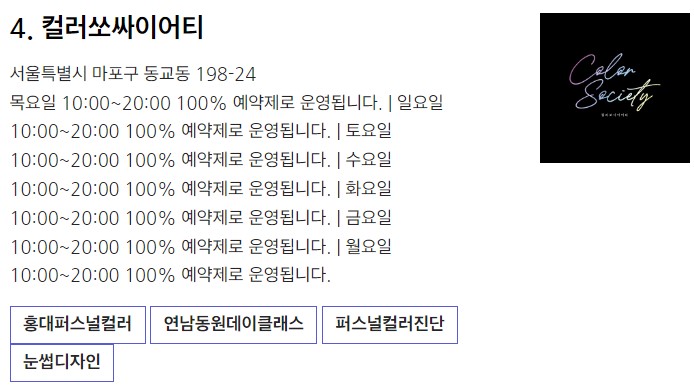 4. 컬러쏘싸이어티
서울특별시 마포구 동교동 198-24
목요일 10:00~20:00 100% 예약제로 운영됩니다. | 일요일
10:00~20:00 100% 예약제로 운영됩니다. | 토요일
10:00~20:00 100% 예약제로 운영됩니다. | 수요일
10:00~20:00 100% 예약제로 운영됩니다. | 화요일
10:00~20:00 100% 예약제로 운영됩니다. | 금요일
10:00~20:00 100% 예약제로 운영됩니다. | 월요일
10:00~20:00 100% 예약제로 운영됩니다.
홍대퍼스널컬러 연남동원데이클래스 퍼스널컬러진단
눈썹디자인
Color
Society